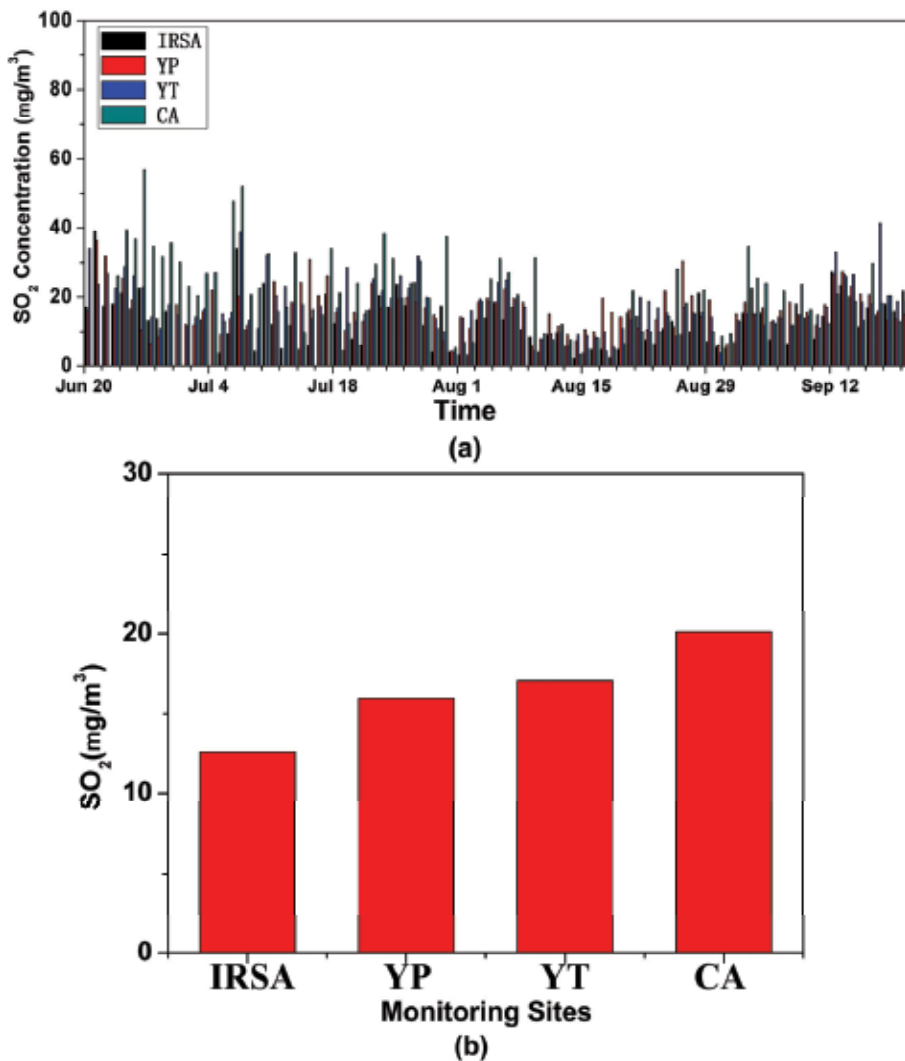 100
80
60
40
20
0
SO2 Concentration (mg/m3)
IRSA
YP
YT
CA
Jun 20 Jul 4 Jul 18 Aug 1 Aug 15 Aug 29 Sep 12
Time
(a)
30
20
10
0
SO2(mg/m3)
IRSA YP YT CA
Monitoring Sites
(b)